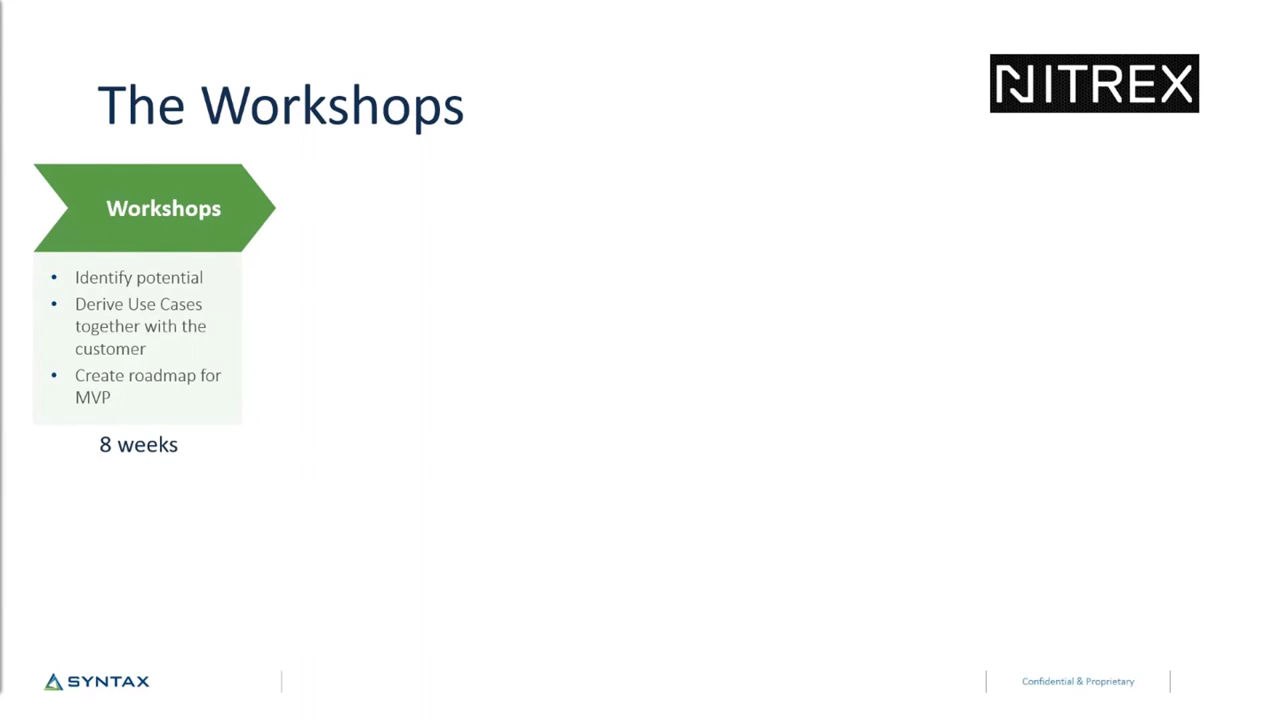 The Workshops
NITREX
Workshops
• Identify potential
• Derive Use Cases
together with the
customer
• Create roadmap for
MVP
8 weeks
SYNTAX
Confidential & Proprietary